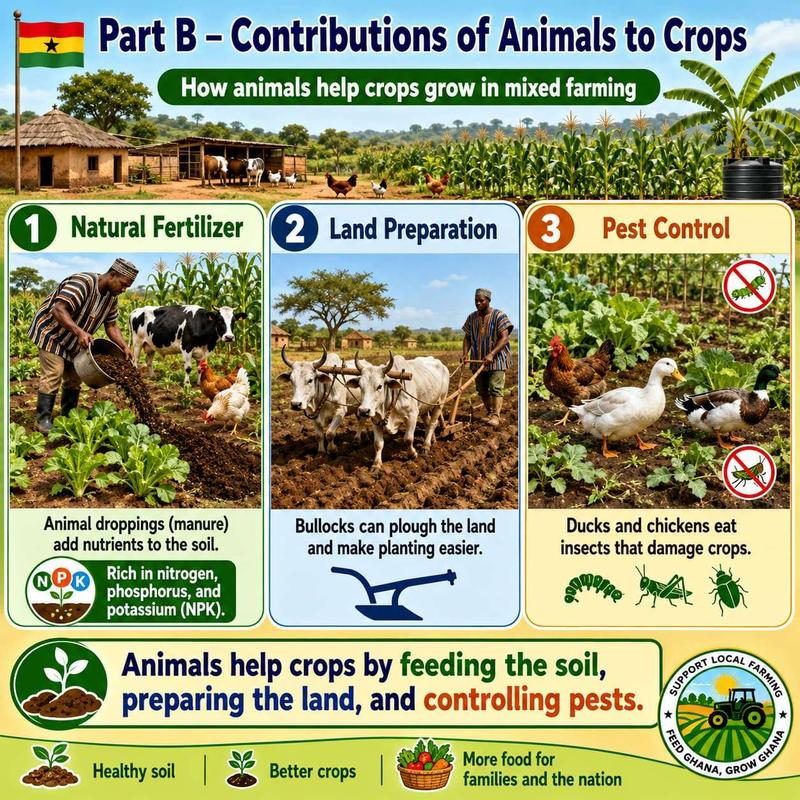 Part B – Contributions of Animals to Crops
How animals help crops grow in mixed farming
1 Natural Fertilizer
Animal droppings (manure)
add nutrients to the soil.
N P K
Rich in nitrogen,
phosphorus, and
potassium (NPK).
2 Land Preparation
Bullocks can plough the land
and make planting easier.
3 Pest Control
Ducks and chickens eat
insects that damage crops.
Animals help crops by feeding the soil,
preparing the land, and controlling pests.
SUPPORT LOCAL FARMING
FEED GHANA, GROW GHANA
Healthy soil
Better crops
More food for
families and the nation